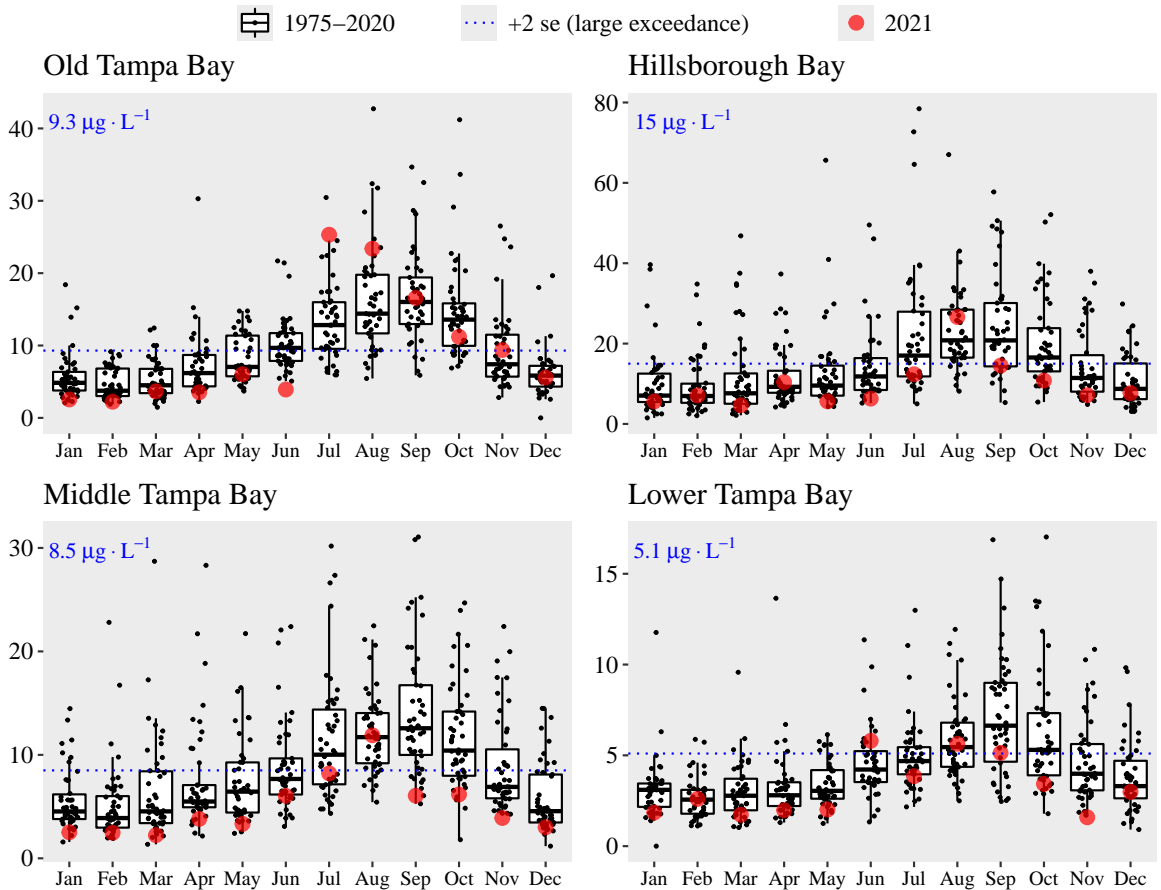 1975–2020 +2 se (large exceedance) 2021
Old Tampa Bay
9.3 μg · L⁻¹
40
30
20
10
0
Jan Feb Mar Apr May Jun Jul Aug Sep Oct Nov Dec
Hillsborough Bay
15 μg · L⁻¹
80
60
40
20
0
Jan Feb Mar Apr May Jun Jul Aug Sep Oct Nov Dec
Middle Tampa Bay
8.5 μg · L⁻¹
30
20
10
0
Jan Feb Mar Apr May Jun Jul Aug Sep Oct Nov Dec
Lower Tampa Bay
5.1 μg · L⁻¹
15
10
5
0
Jan Feb Mar Apr May Jun Jul Aug Sep Oct Nov Dec